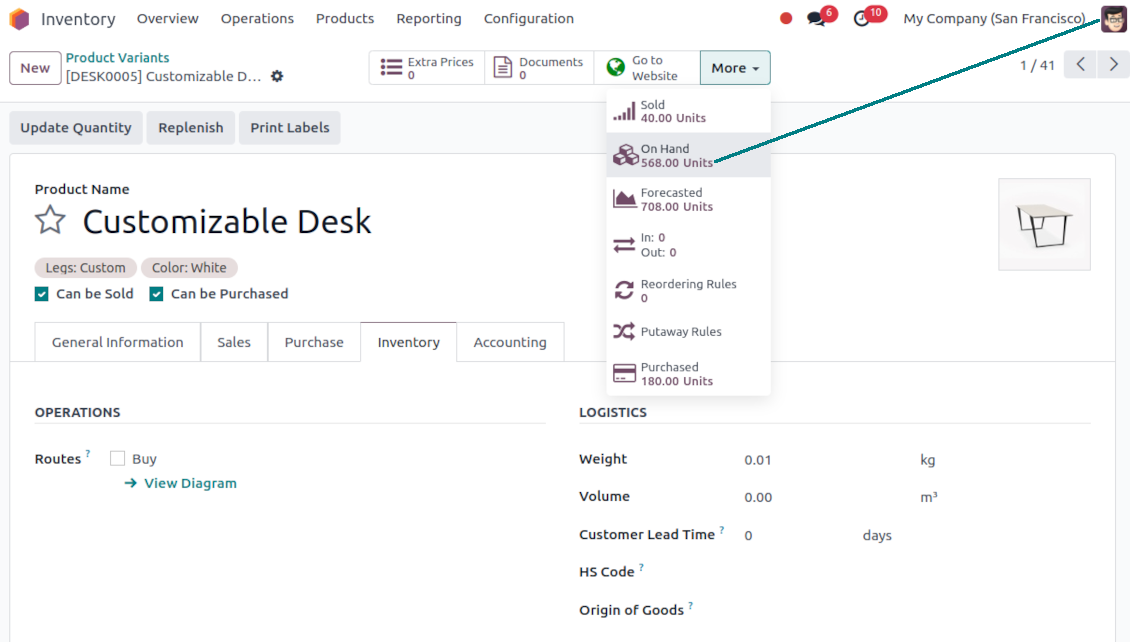 Inventory Overview Operations Products Reporting Configuration 6 10 My Company (San Francisco)
New Product Variants
[DESK0005] Customizable D...
Extra Prices
0
Documents
0
Go to
Website
More
1 / 41
Update Quantity Replenish Print Labels
Sold
40.00 Units
On Hand
568.00 Units
Forecasted
708.00 Units
In: 0
Out: 0
Reordering Rules
0
Putaway Rules
Purchased
180.00 Units
Product Name
Customizable Desk
Legs: Custom Color: White
Can be Sold Can be Purchased
General Information Sales Purchase Inventory Accounting
OPERATIONS
Routes ? Buy
→ View Diagram
LOGISTICS
Weight 0.01 kg
Volume 0.00 m³
Customer Lead Time ? 0 days
HS Code ?
Origin of Goods ?